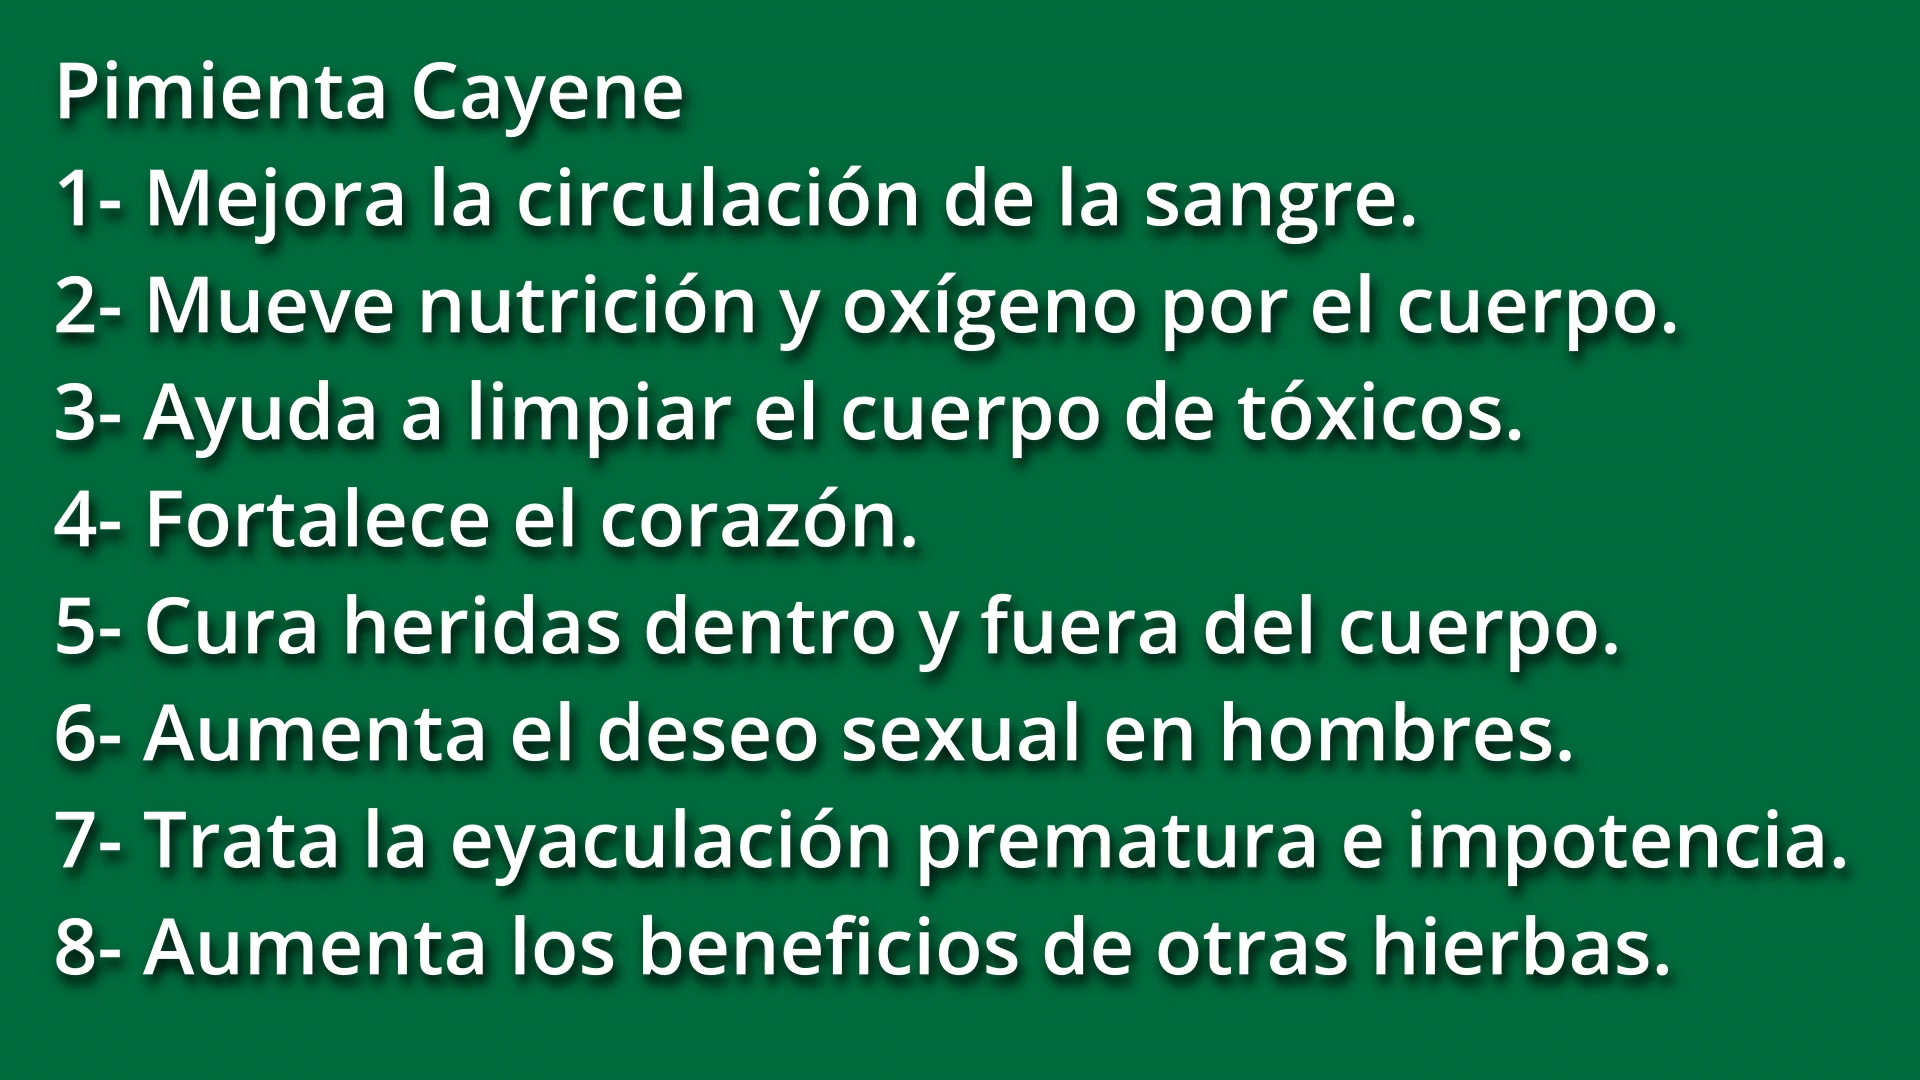 Pimienta Cayene
1- Mejora la circulación de la sangre.
2- Mueve nutrición y oxígeno por el cuerpo.
3- Ayuda a limpiar el cuerpo de tóxicos.
4- Fortalece el corazón.
5- Cura heridas dentro y fuera del cuerpo.
6- Aumenta el deseo sexual en hombres.
7- Trata la eyaculación prematura e impotencia.
8- Aumenta los beneficios de otras hierbas.